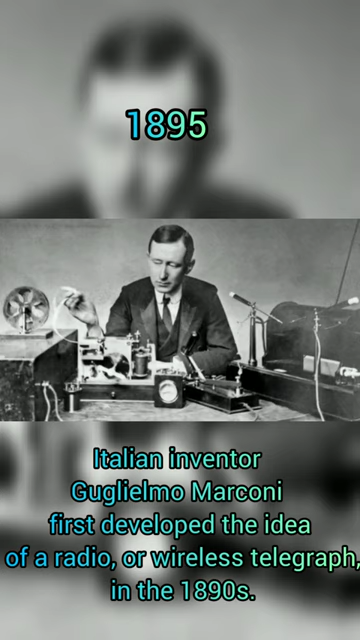 1895
Italian inventor
Guglielmo Marconi
first developed the idea
of a radio, or wireless telegraph,
in the 1890s.